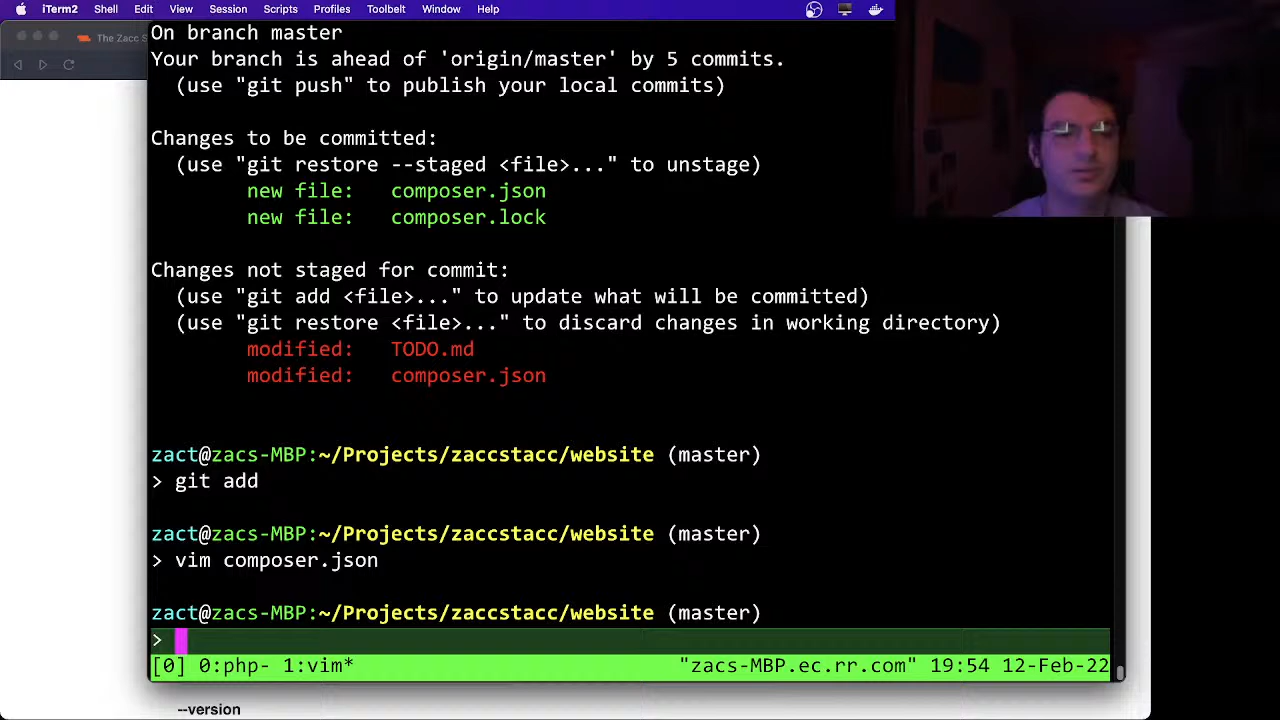 iTerm2 Shell Edit View Session Scripts Profiles Toolbelt Window Help
The Zacc S
On branch master
Your branch is ahead of 'origin/master' by 5 commits.
(use "git push" to publish your local commits)
Changes to be committed:
(use "git restore --staged <file>..." to unstage)
new file: composer.json
new file: composer.lock
Changes not staged for commit:
(use "git add <file>..." to update what will be committed)
(use "git restore <file>..." to discard changes in working directory)
modified: TODO.md
modified: composer.json
zact@zacs-MBP:~/Projects/zaccstacc/website (master)
> git add
zact@zacs-MBP:~/Projects/zaccstacc/website (master)
> vim composer.json
zact@zacs-MBP:~/Projects/zaccstacc/website (master)
>
[0] 0:php- 1:vim* "zacs-MBP.ec.rr.com" 19:54 12-Feb-22
--version